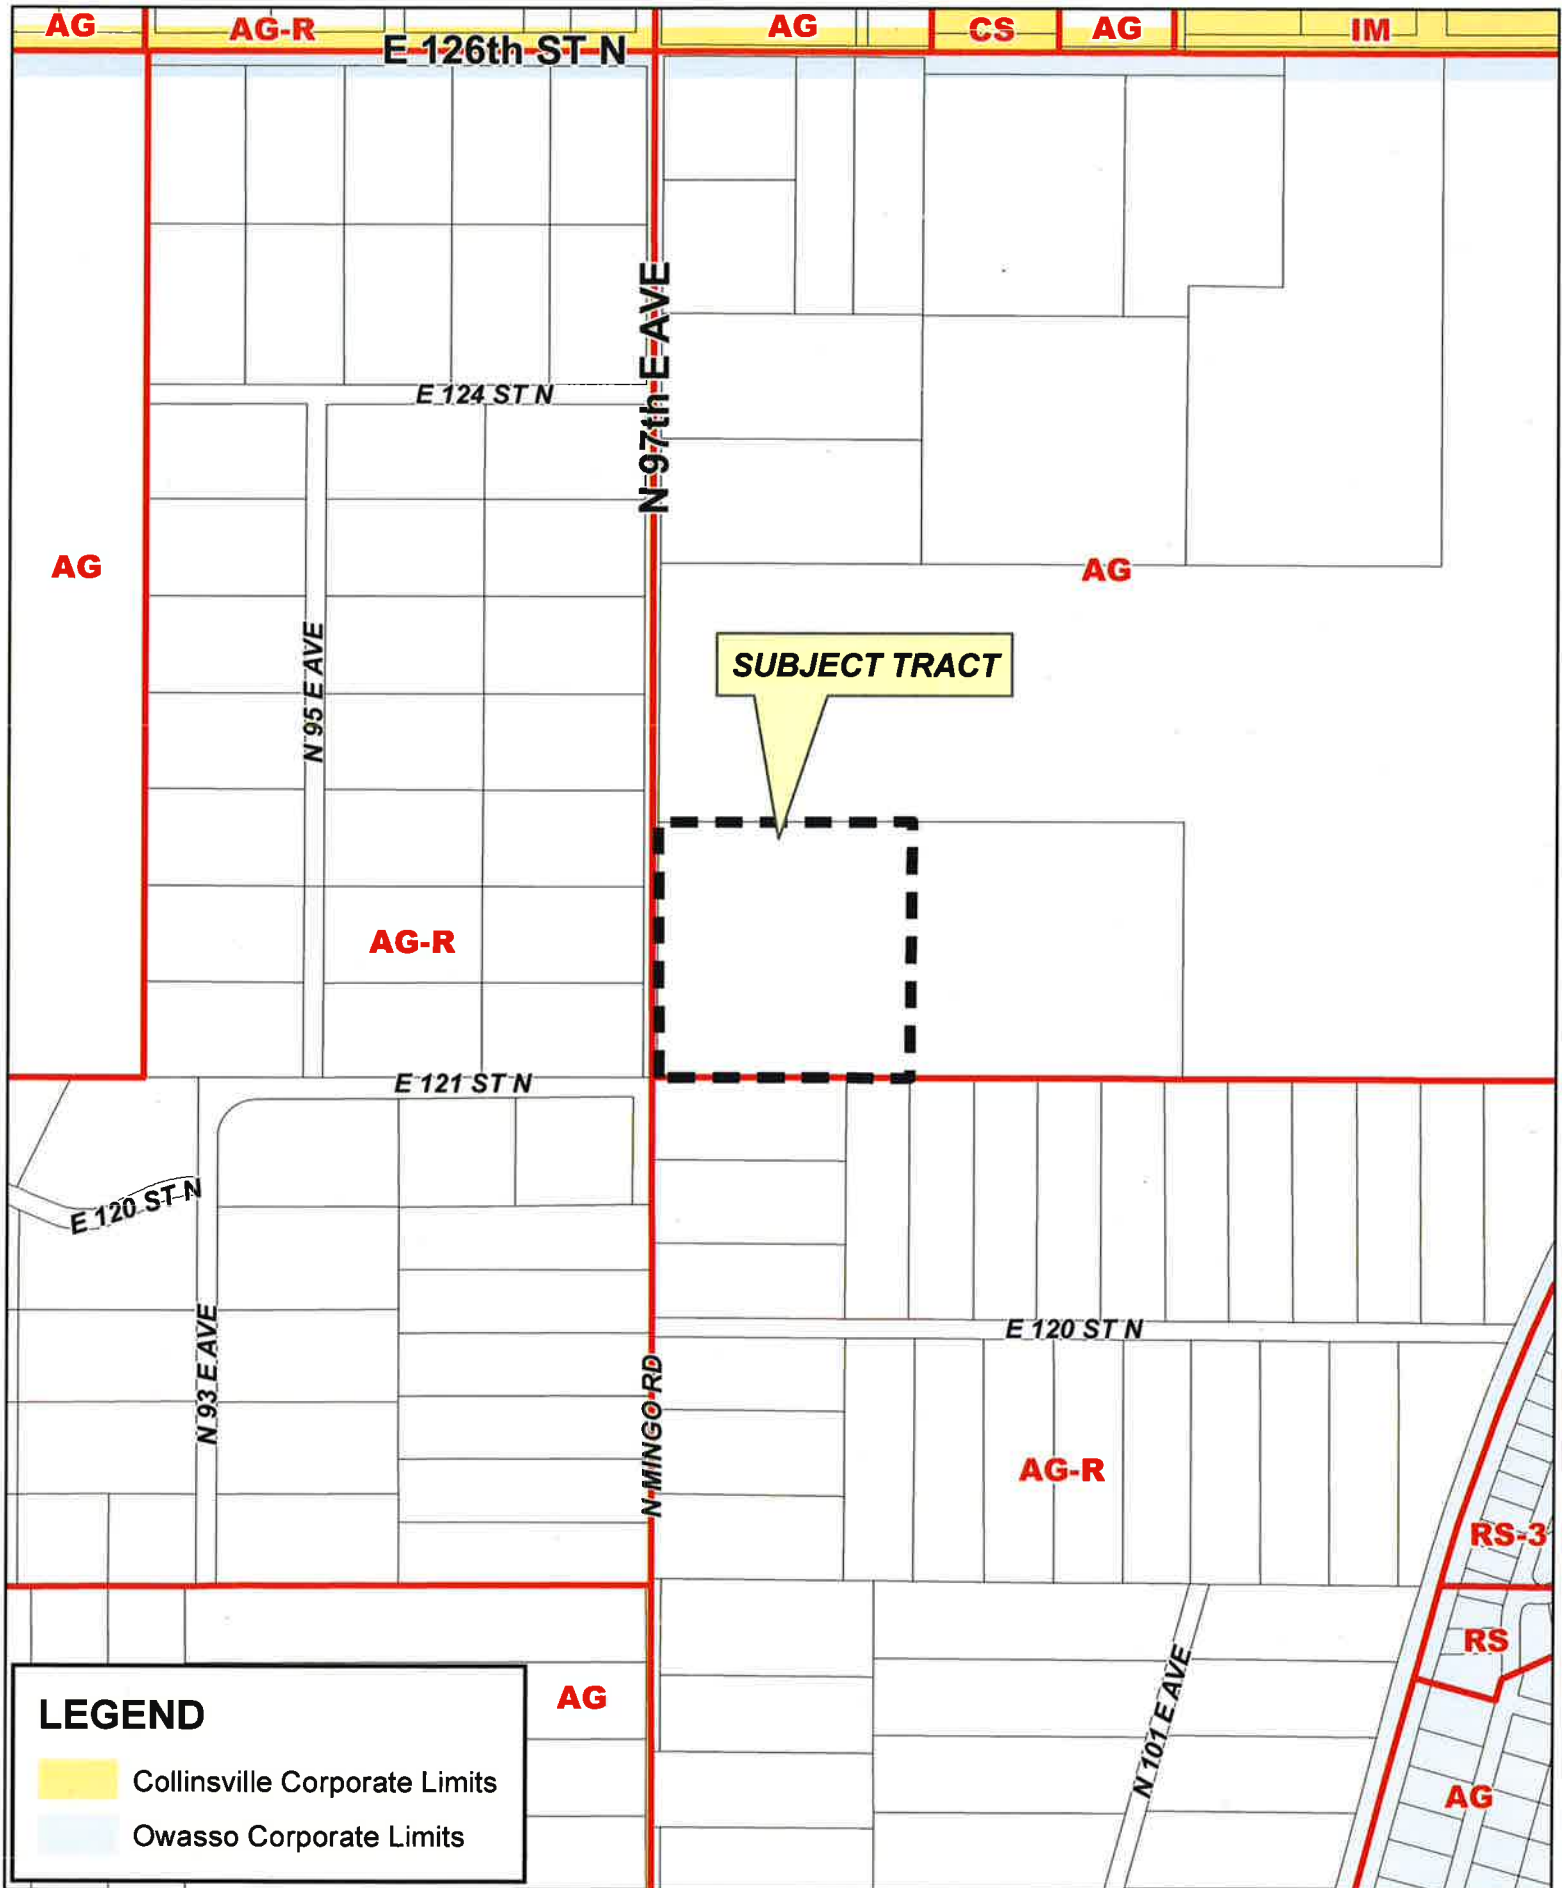 AG
AG-R
AG
CS
AG
IM
E 126th ST N
N 97th E AVE
E 124 ST N
AG
AG
N 95 E AVE
SUBJECT TRACT
AG-R
E 121 ST N
E 120 ST N
N 93 E AVE
E 120 ST N
N MINGO RD
AG-R
RS-3
RS
N 101 E AVE
AG
AG
LEGEND
Collinsville Corporate Limits
Owasso Corporate Limits